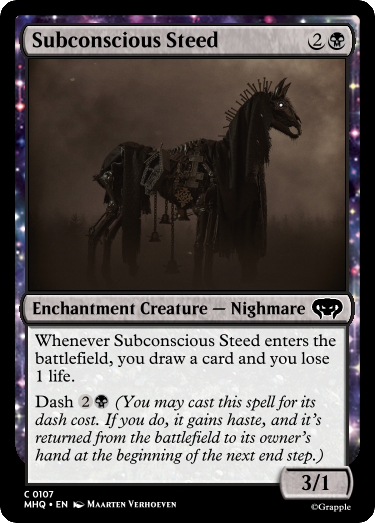 Subconscious Steed 2
Enchantment Creature — Nighmare
Whenever Subconscious Steed enters the
battlefield, you draw a card and you lose
1 life.
Dash 2 (You may cast this spell for its
dash cost. If you do, it gains haste, and it's
returned from the battlefield to its owner's
hand at the beginning of the next end step.)
3/1
C 0107
MHQ • EN Maarten Verhoeven
©Grapple